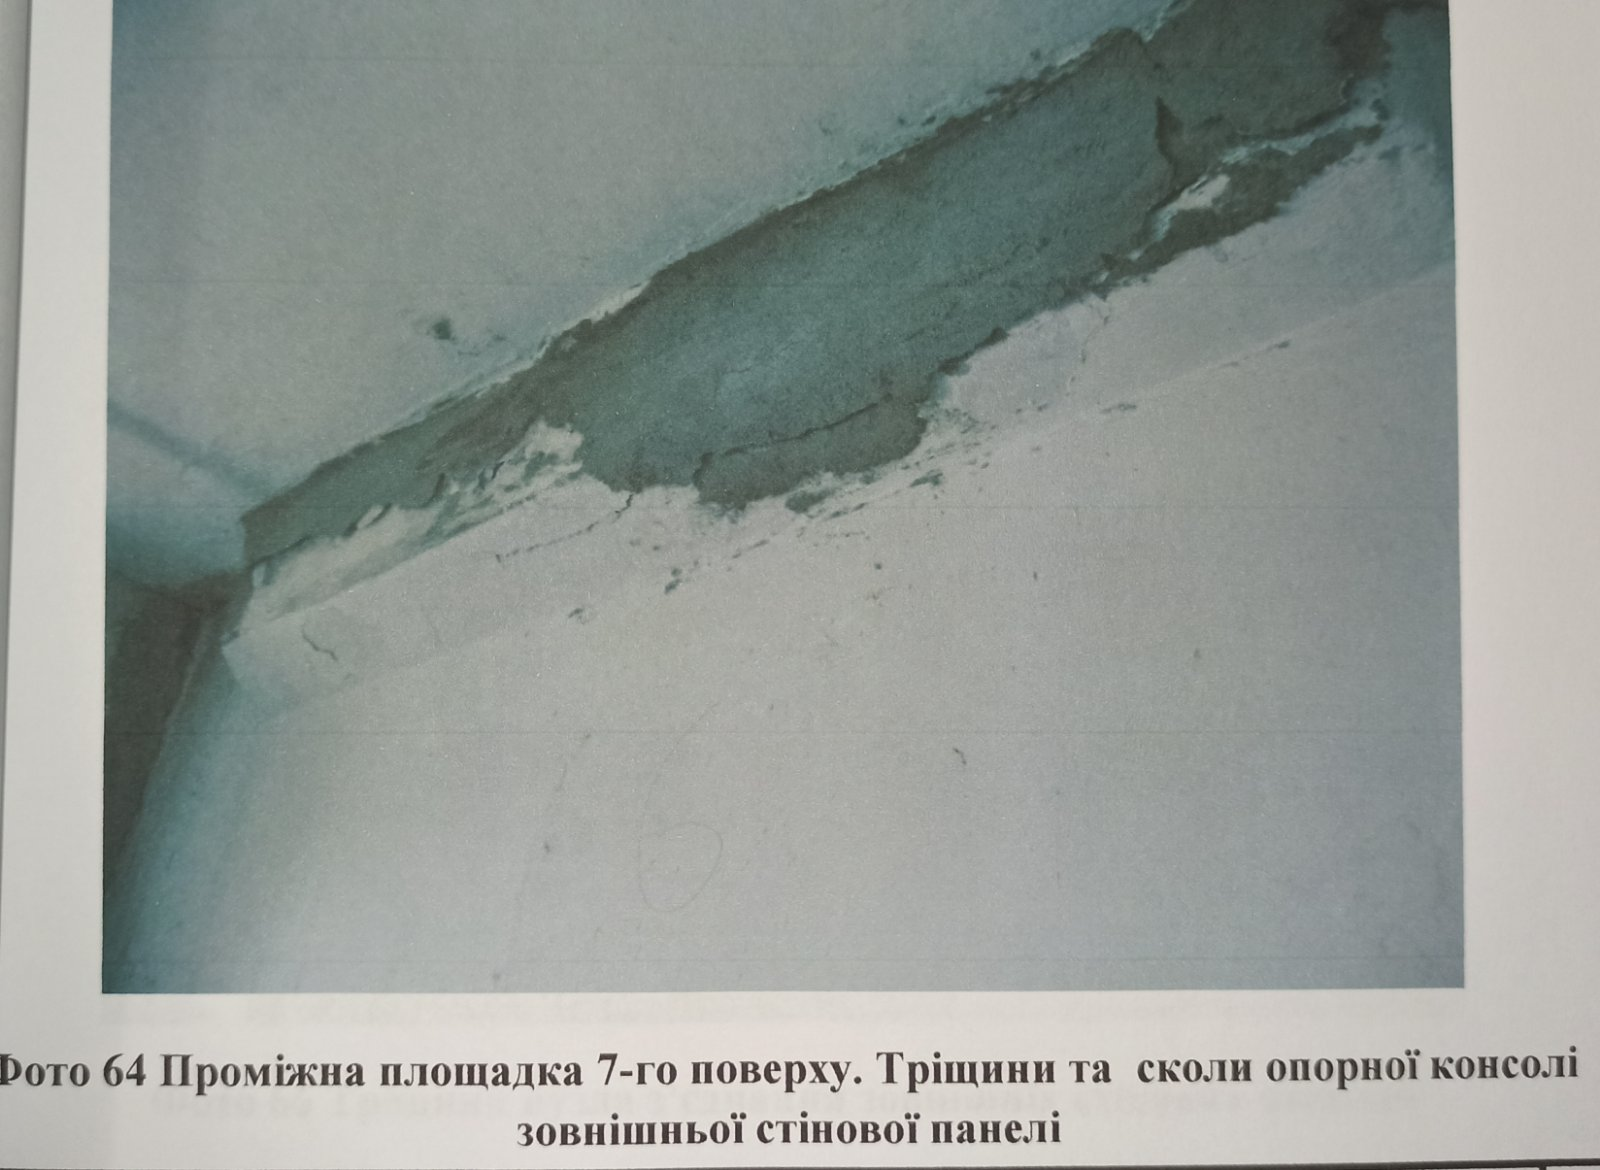 Фото 64 Проміжна площадка 7-го поверху. Тріщини та сколи опорної консолі
зовнішньої стінової панелі